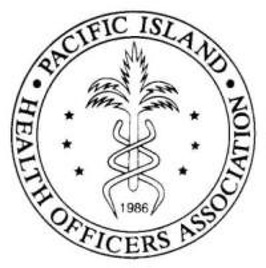 PACIFIC ISLAND
HEALTH OFFICERS ASSOCIATION
1986